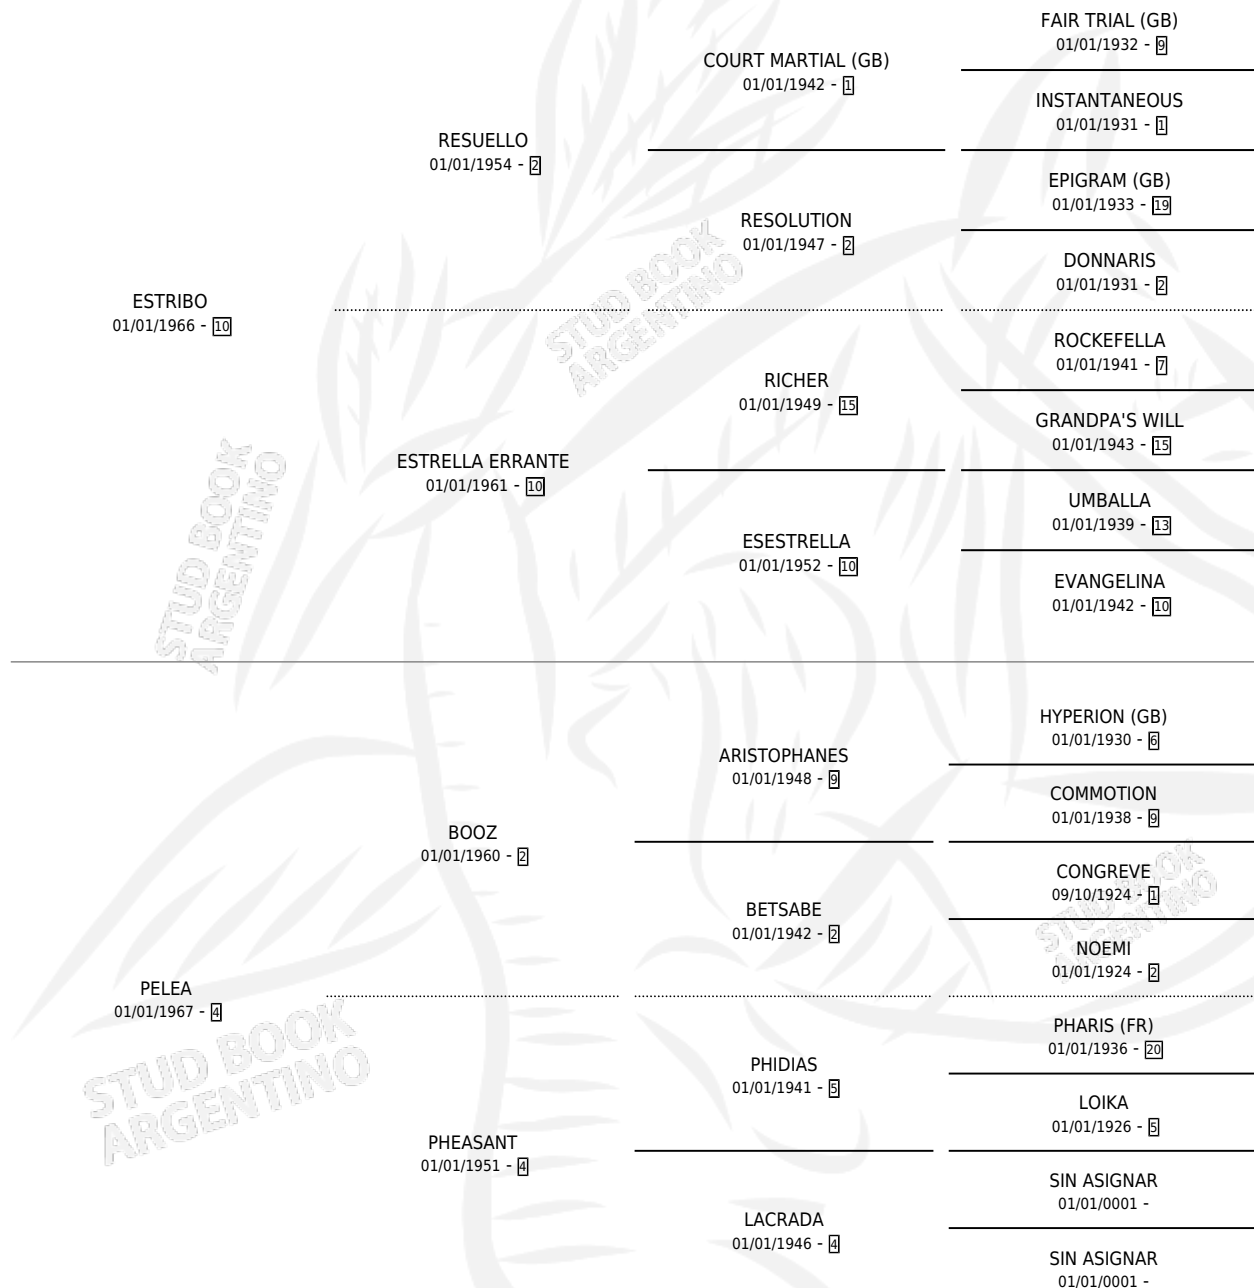 FAIR TRIAL (GB)
01/01/1932 - 9
COURT MARTIAL (GB)
01/01/1942 - 1
INSTANTANEOUS
01/01/1931 - 1
RESUELLO
01/01/1954 - 2
EPIGRAM (GB)
01/01/1933 - 19
RESOLUTION
01/01/1947 - 2
DONNARIS
01/01/1931 - 2
ESTRIBO
01/01/1966 - 10
ROCKEFELLA
01/01/1941 - 7
RICHER
01/01/1949 - 15
GRANDPA'S WILL
01/01/1943 - 15
ESTRELLA ERRANTE
01/01/1961 - 10
UMBALLA
01/01/1939 - 13
ESESTRELLA
01/01/1952 - 10
EVANGELINA
01/01/1942 - 10
HYPERION (GB)
01/01/1930 - 6
ARISTOPHANES
01/01/1948 - 9
COMMOTION
01/01/1938 - 9
BOOZ
01/01/1960 - 2
CONGREVE
09/10/1924 - 1
BETSABE
01/01/1942 - 2
NOEMI
01/01/1924 - 2
PELEA
01/01/1967 - 4
PHARIS (FR)
01/01/1936 - 20
PHIDIAS
01/01/1941 - 5
LOIKA
01/01/1926 - 5
PHEASANT
01/01/1951 - 4
SIN ASIGNAR
01/01/0001 -
LACRADA
01/01/1946 - 4
SIN ASIGNAR
01/01/0001 -
STUD BOOK
ARGENTINO
STUD BOOK
ARGENTINO
STUD BOOK
ARGENTINO
STUD BOOK
ARGENTINO